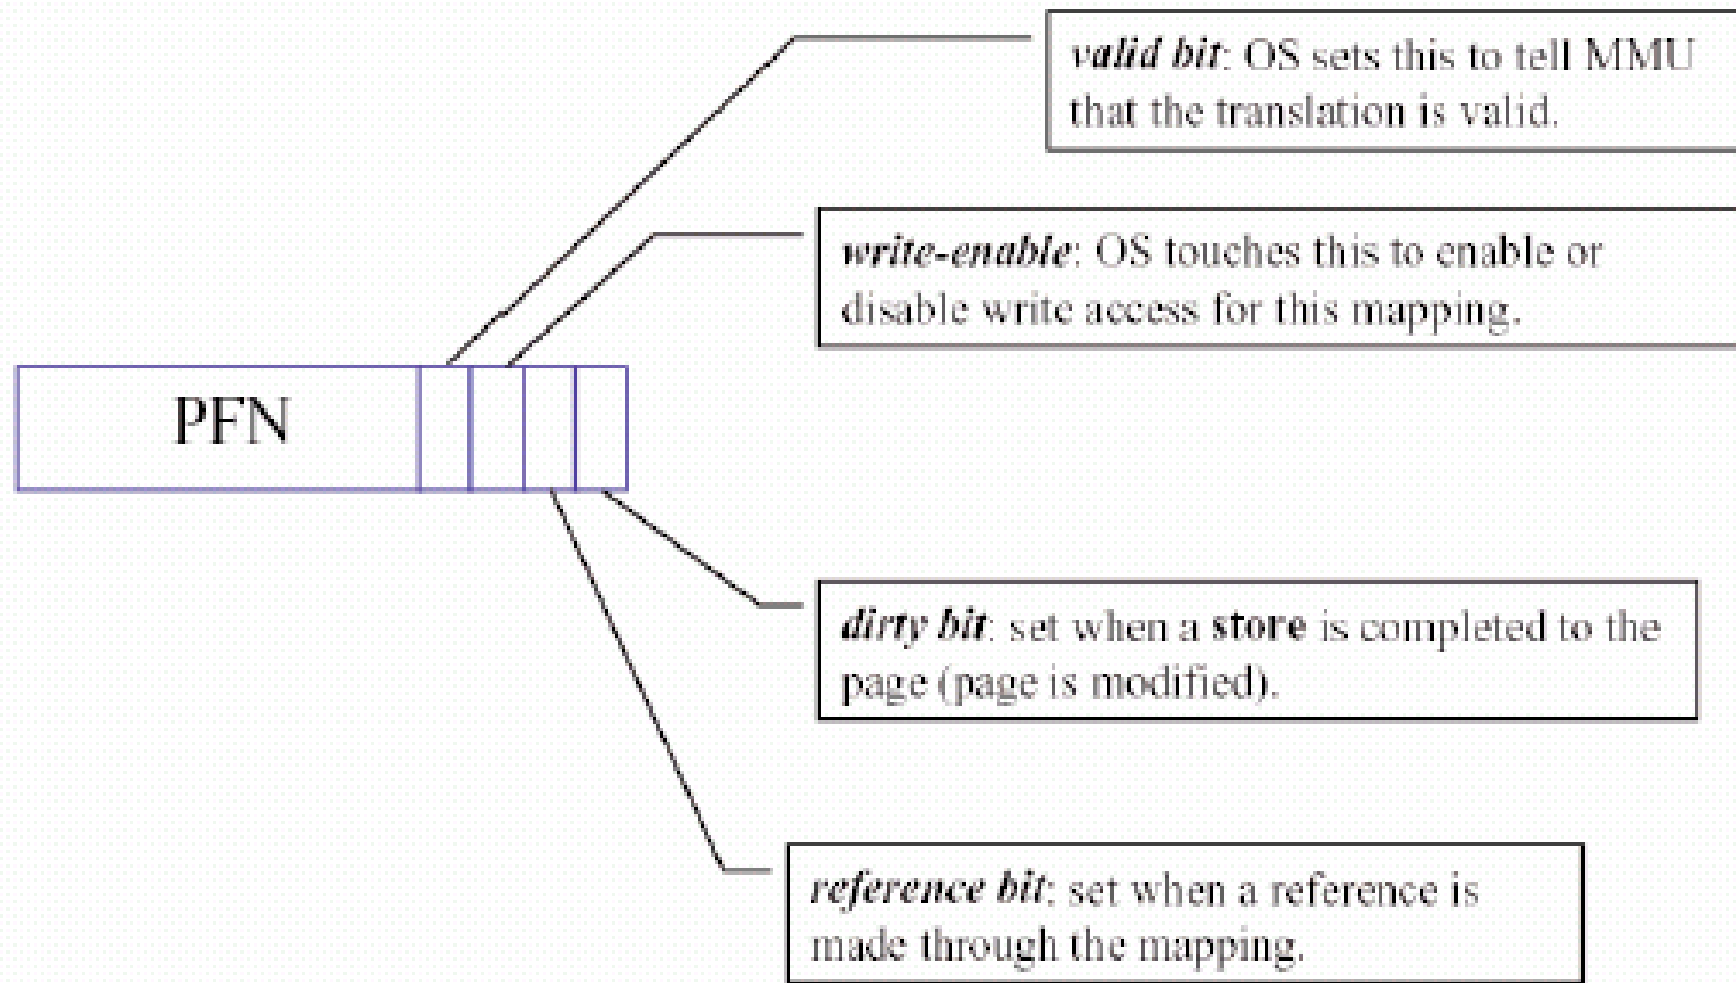 valid bit: OS sets this to tell MMU
that the translation is valid.
write-enable: OS touches this to enable or
disable write access for this mapping.
PFN
dirty bit: set when a store is completed to the
page (page is modified).
reference bit: set when a reference is
made through the mapping.